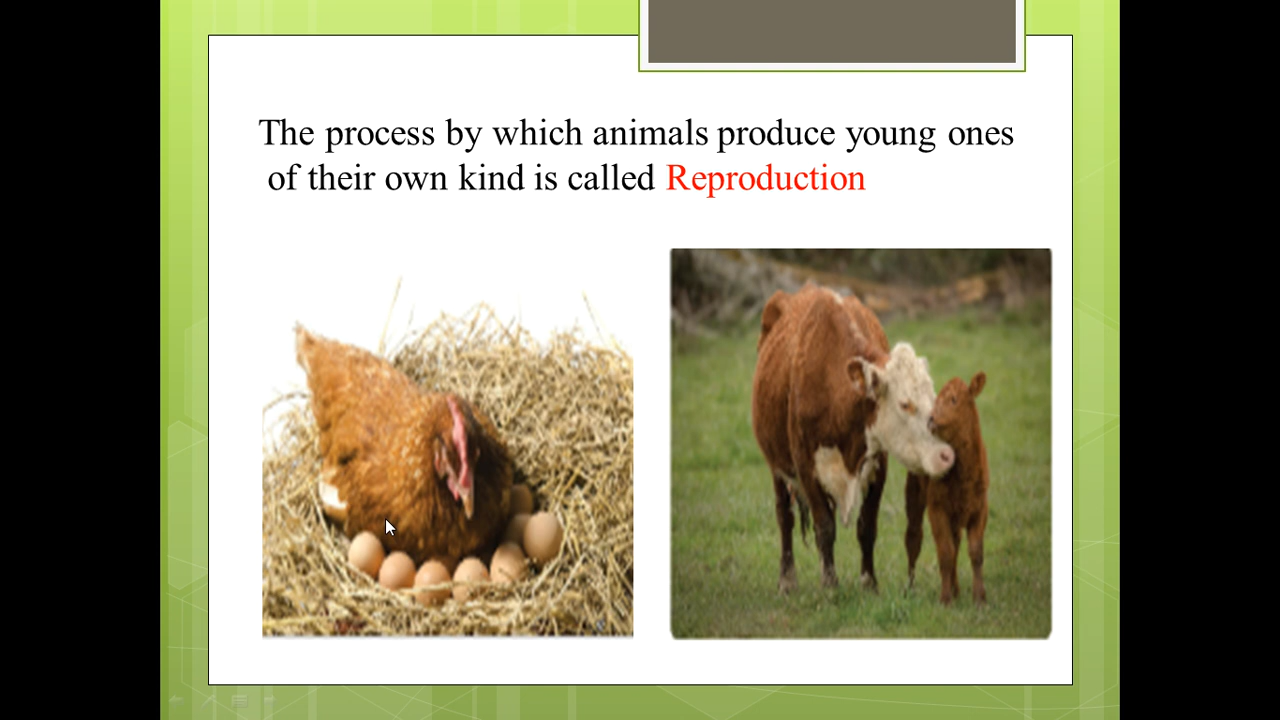 The process by which animals produce young ones
of their own kind is called Reproduction